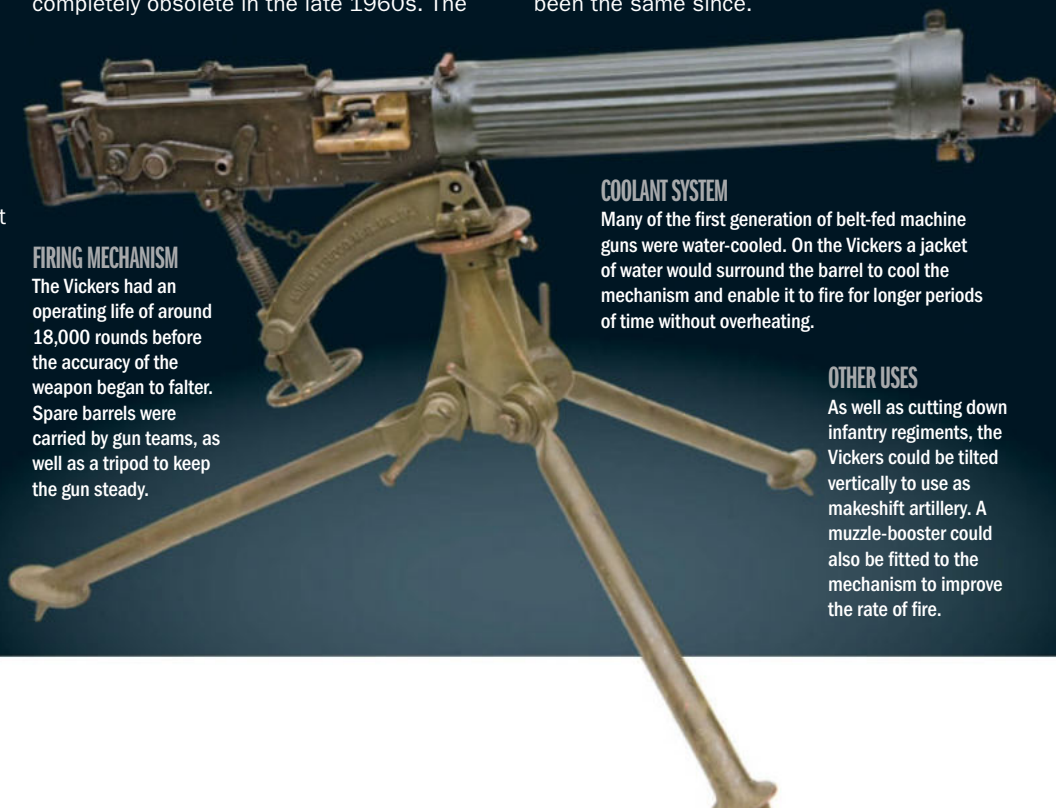 completely obsolete in the late 1960s. The
been the same since.
t
FIRING MECHANISM
The Vickers had an
operating life of around
18,000 rounds before
the accuracy of the
weapon began to falter.
Spare barrels were
carried by gun teams, as
well as a tripod to keep
the gun steady.
COOLANT SYSTEM
Many of the first generation of belt-fed machine
guns were water-cooled. On the Vickers a jacket
of water would surround the barrel to cool the
mechanism and enable it to fire for longer periods
of time without overheating.
OTHER USES
As well as cutting down
infantry regiments, the
Vickers could be tilted
vertically to use as
makeshift artillery. A
muzzle-booster could
also be fitted to the
mechanism to improve
the rate of fire.